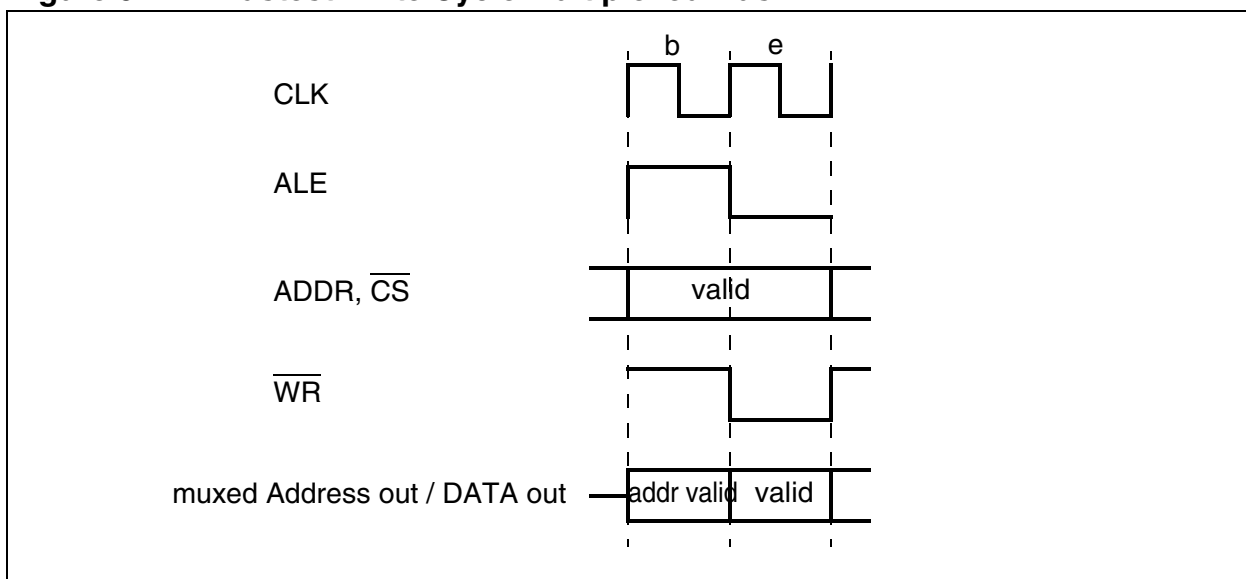 b e
CLK
ALE
ADDR, CS
valid
WR
muxed Address out / DATA out
addr valid
valid